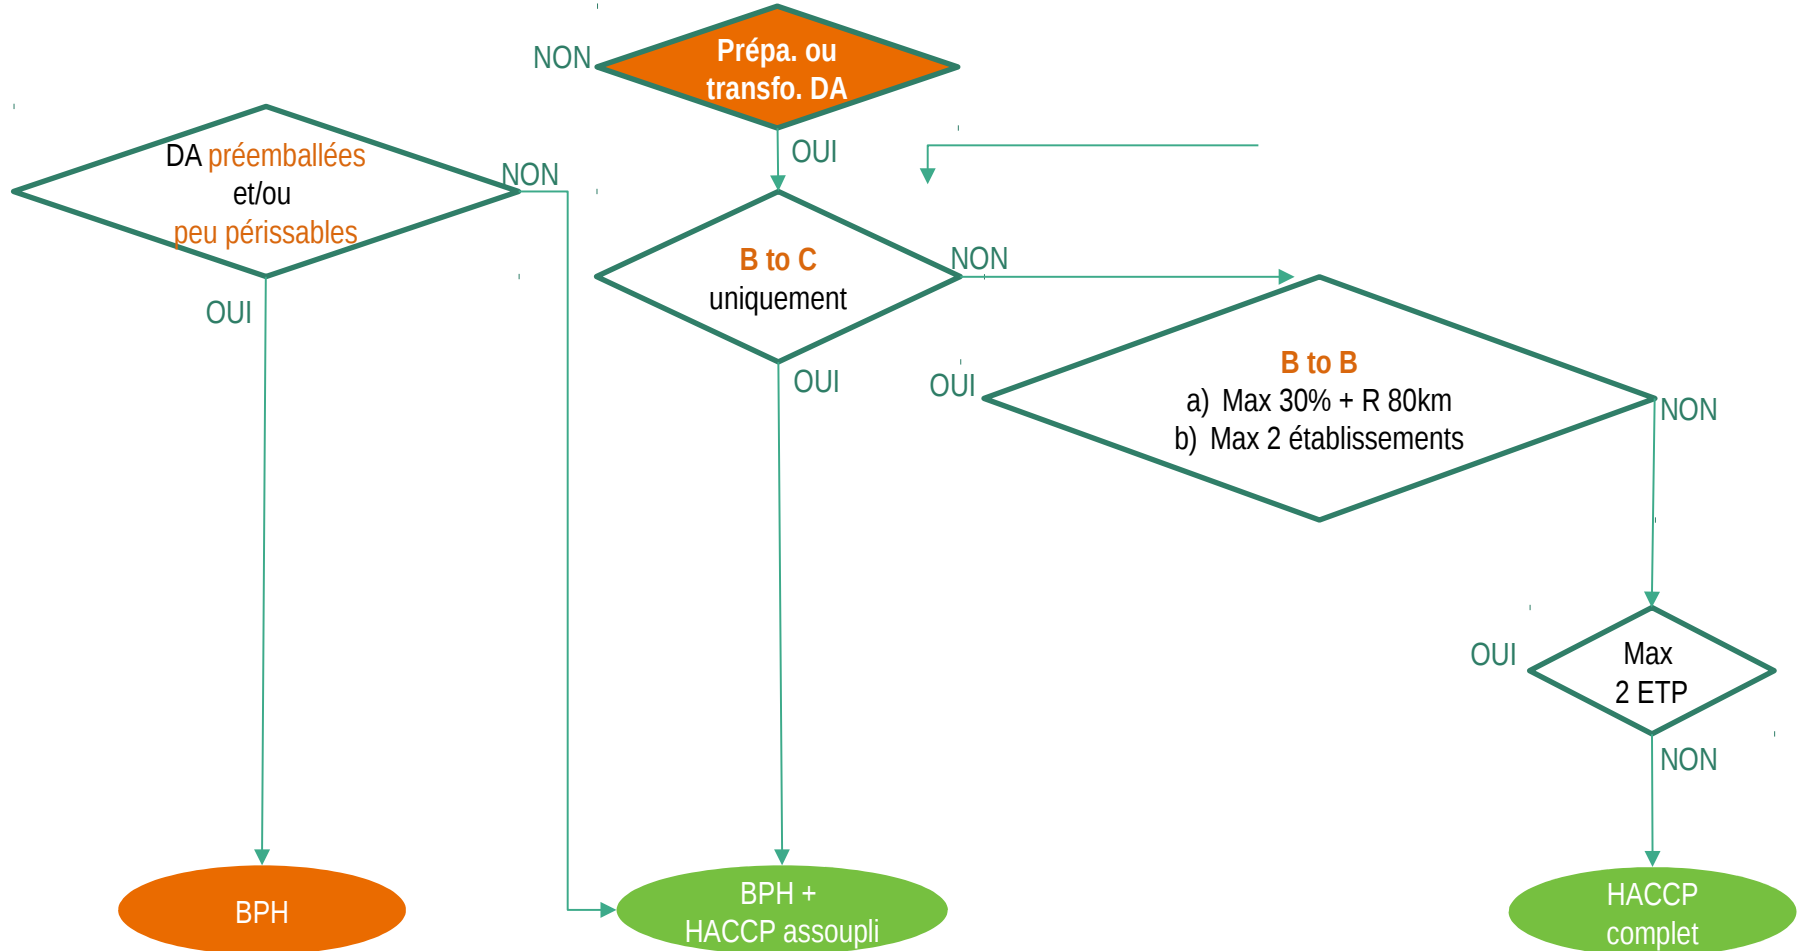 Prépa. ou
transfo. DA
NON
OUI
DA préemballées
et/ou
peu périssables
NON
OUI
B to C
uniquement
NON
OUI
B to B
a) Max 30% + R 80km
b) Max 2 établissements
OUI
NON
Max
2 ETP
OUI
NON
BPH
BPH +
HACCP assoupli
HACCP
complet